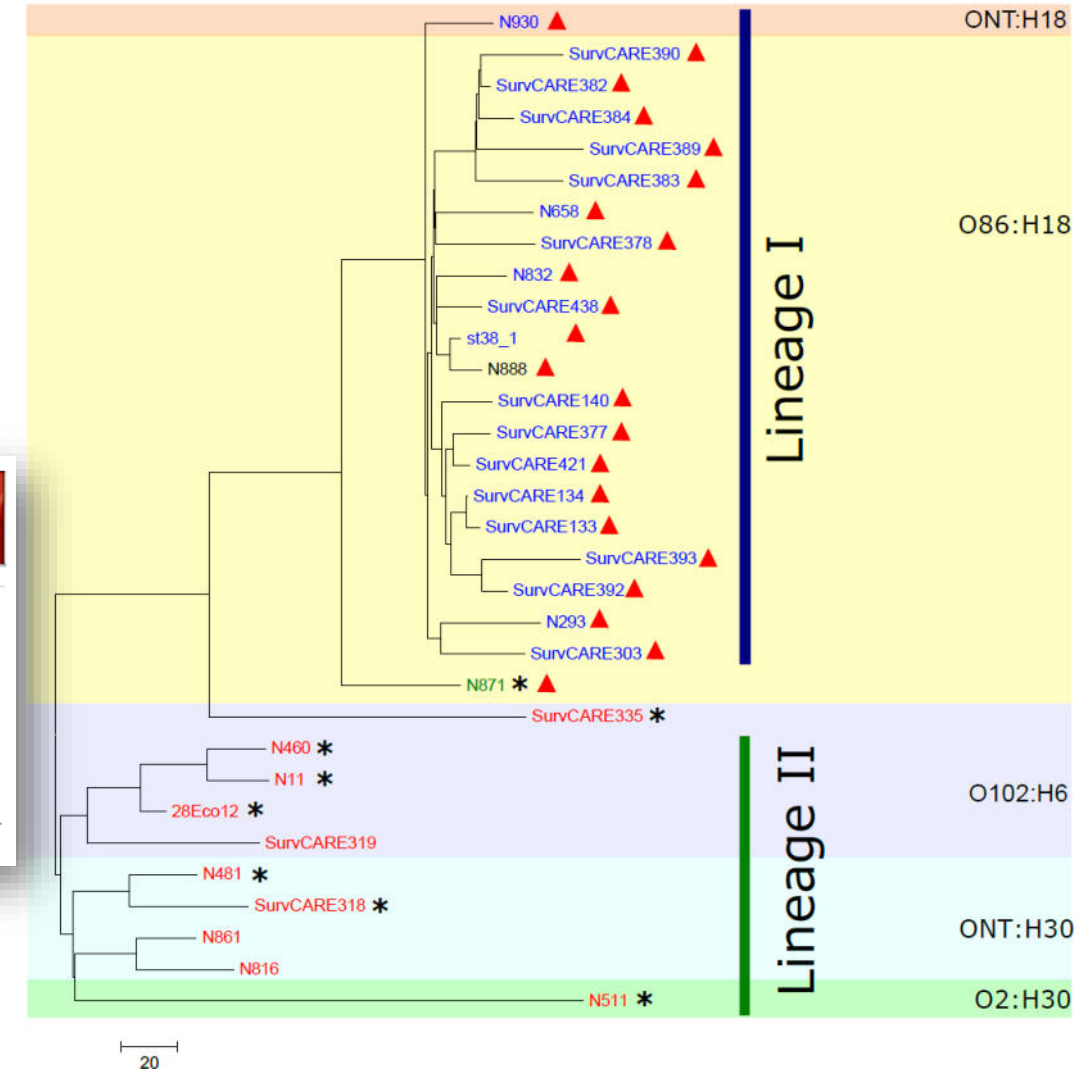 N930
ONT:H18
SurvCARE390
SurvCARE382
SurvCARE384
SurvCARE389
SurvCARE383
N658
O86:H18
SurvCARE378
N832
SurvCARE438
st38_1
N888
SurvCARE140
SurvCARE377
SurvCARE421
SurvCARE134
SurvCARE133
SurvCARE393
SurvCARE392
N293
SurvCARE303
Lineage I
N871 *
SurvCARE335 *
N460 *
N11 *
28Eco12 *
SurvCARE319
O102:H6
N481 *
SurvCARE318 *
N861
N816
ONT:H30
N511 *
O2:H30
Lineage II
20